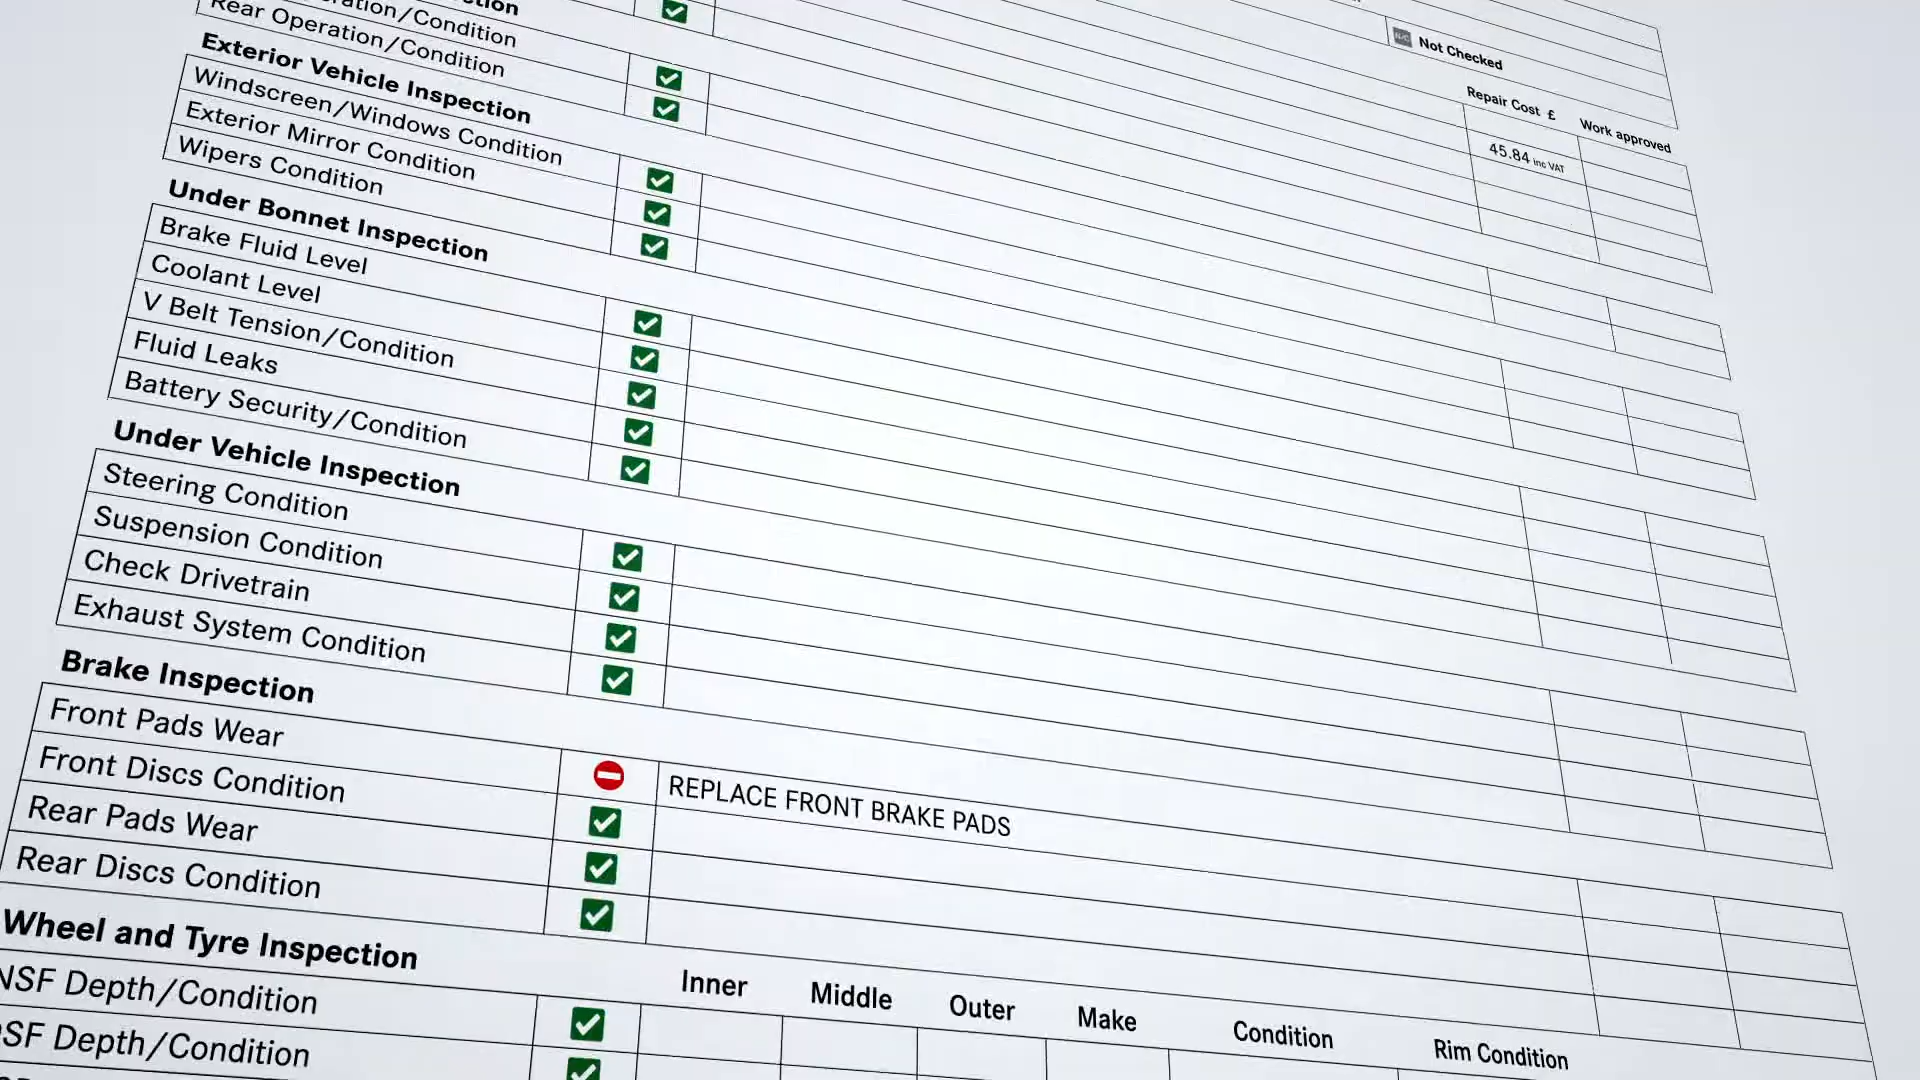 Rear Operation/Condition
Exterior Vehicle Inspection
Windscreen/Windows Condition
Exterior Mirror Condition
Wipers Condition
Under Bonnet Inspection
Brake Fluid Level
Coolant Level
V Belt Tension/Condition
Fluid Leaks
Battery Security/Condition
Under Vehicle Inspection
Steering Condition
Suspension Condition
Check Drivetrain
Exhaust System Condition
Brake Inspection
Front Pads Wear
REPLACE FRONT BRAKE PADS
Front Discs Condition
Rear Pads Wear
Rear Discs Condition
Wheel and Tyre Inspection
Inner Middle Outer Make Condition Rim Condition
NSF Depth/Condition
SF Depth/Condition
N/C Not Checked
Repair Cost £ Work approved
45.84 inc VAT